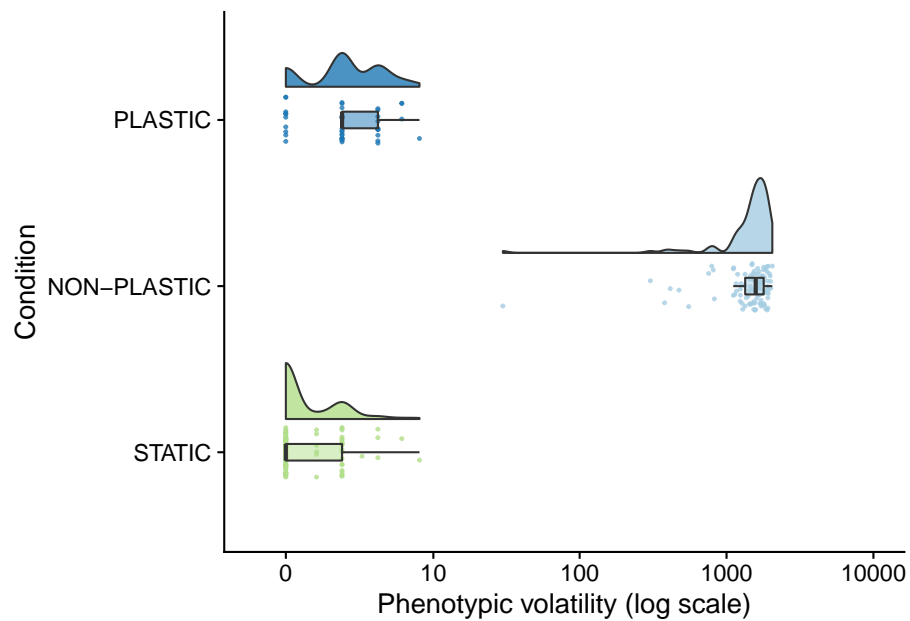 PLASTIC
NON−PLASTIC
STATIC
Condition
0 10 100 1000 10000
Phenotypic volatility (log scale)